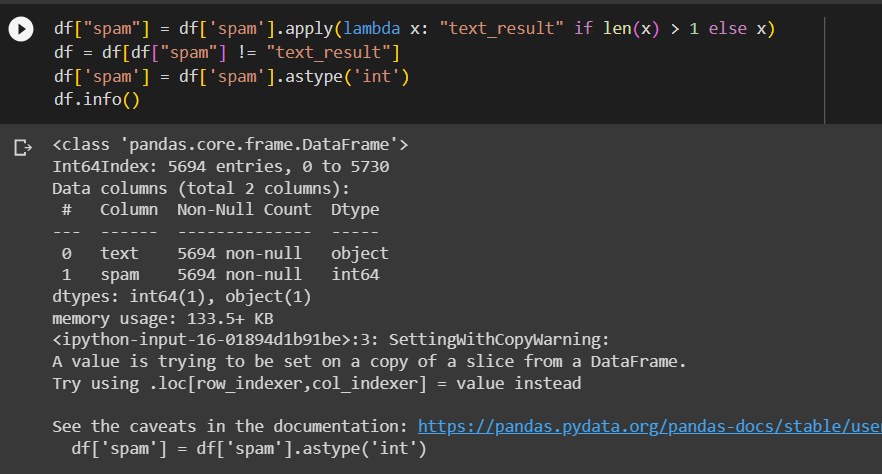 df["spam"] = df['spam'].apply(lambda x: "text_result" if len(x) > 1 else x)
df = df[df["spam"] != "text_result"]
df['spam'] = df['spam'].astype('int')
df.info()
<class 'pandas.core.frame.DataFrame'>
Int64Index: 5694 entries, 0 to 5730
Data columns (total 2 columns):
 #   Column  Non-Null Count  Dtype
---  ------  --------------  -----
 0   text    5694 non-null   object
 1   spam    5694 non-null   int64
dtypes: int64(1), object(1)
memory usage: 133.5+ KB
<ipython-input-16-01894d1b91be>:3: SettingWithCopyWarning:
A value is trying to be set on a copy of a slice from a DataFrame.
Try using .loc[row_indexer,col_indexer] = value instead
See the caveats in the documentation: https://pandas.pydata.org/pandas-docs/stable/user
  df['spam'] = df['spam'].astype('int')